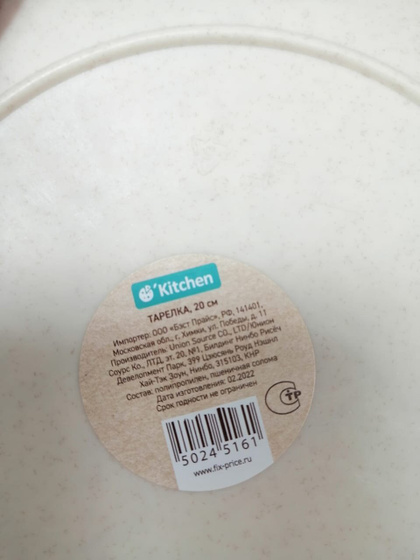 'Kitchen
ТАРЕЛКА, 20 см
Импортер: ООО «Бэст Прайс», РФ, 141401,
Московская обл., г. Химки, ул. Победы, д. 11
Производитель: Union Source CO., LTD/Юнион
Соурс Ко., ЛТД, эт. 20, №1, Билдинг Нинбо Рисёч
Девелопмент Парк, 399 Цзюсянь Роуд Нэшнл
Хай-Тэк Зоун, Нинбо, 315103, КНР
Состав: полипропилен, пшеничная солома
Дата изготовления: 02.2022
Срок годности не ограничен
СТР
5024 5161
www.fix-price.ru